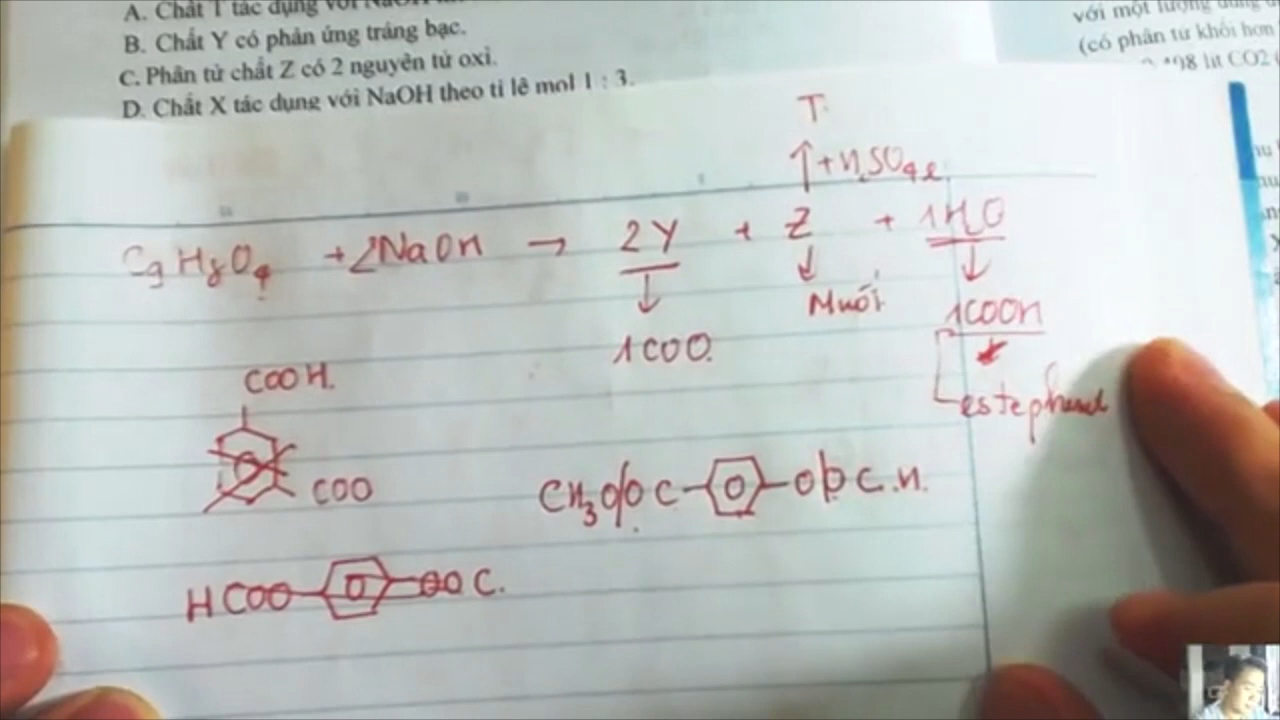 A. Chất T tác dụng với
B. Chất Y có phản ứng tráng bạc.
C. Phân tử chất Z có 2 nguyên tử oxi.
D. Chất X tác dụng với NaOH theo tỉ lệ mol 1 : 3.
với một lượng
(có phân tử khối hơn
lít CO2
T
↑ + H2SO4 l
C9H8O4 + 2NaOH → 2Y + Z + 1H2O
↓ ↓ ↓
1COO. Muối 1COOH
este phenol
COOH.
COO
CH3OOC - OOC.H.
HCOO - OOC.